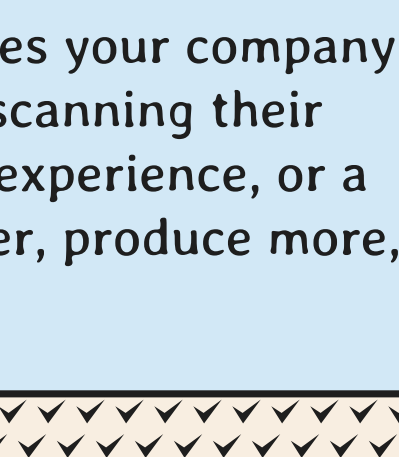 es your company
scanning their
experience, or a
er, produce more,